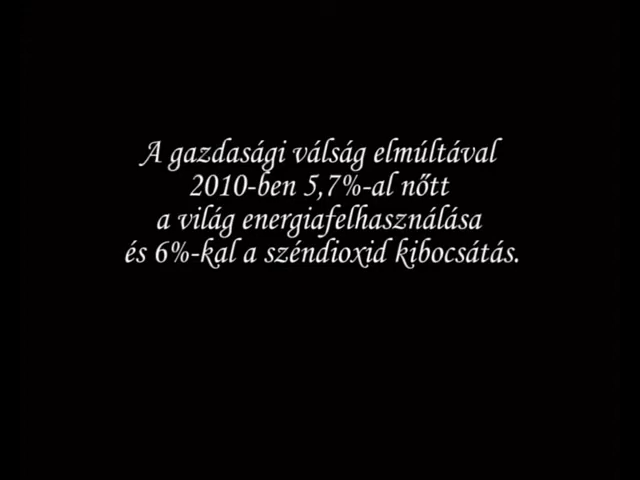 A gazdasági válság elmúltával
2010-ben 5,7%-al nőtt
a világ energiafelhasználása
és 6%-kal a széndioxid kibocsátás.